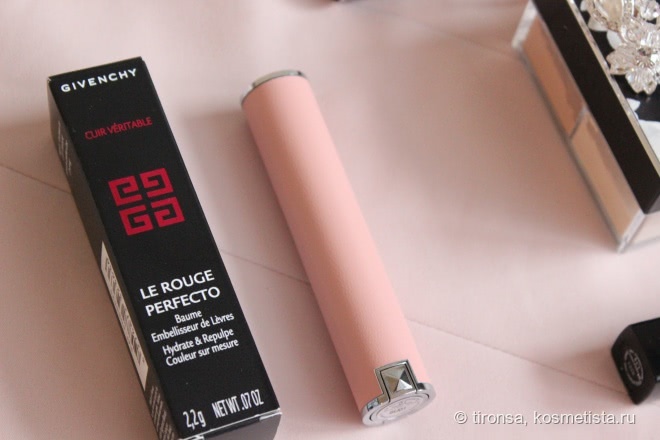 GIVENCHY
CUIR VÉRITABLE
LE ROUGE
PERFECTO
Baume
Embellisseur de Lèvres
Hydrate & Repulpe
Couleur sur mesure
2,2g NET WT .07 OZ
© tironsa, kosmetista.ru